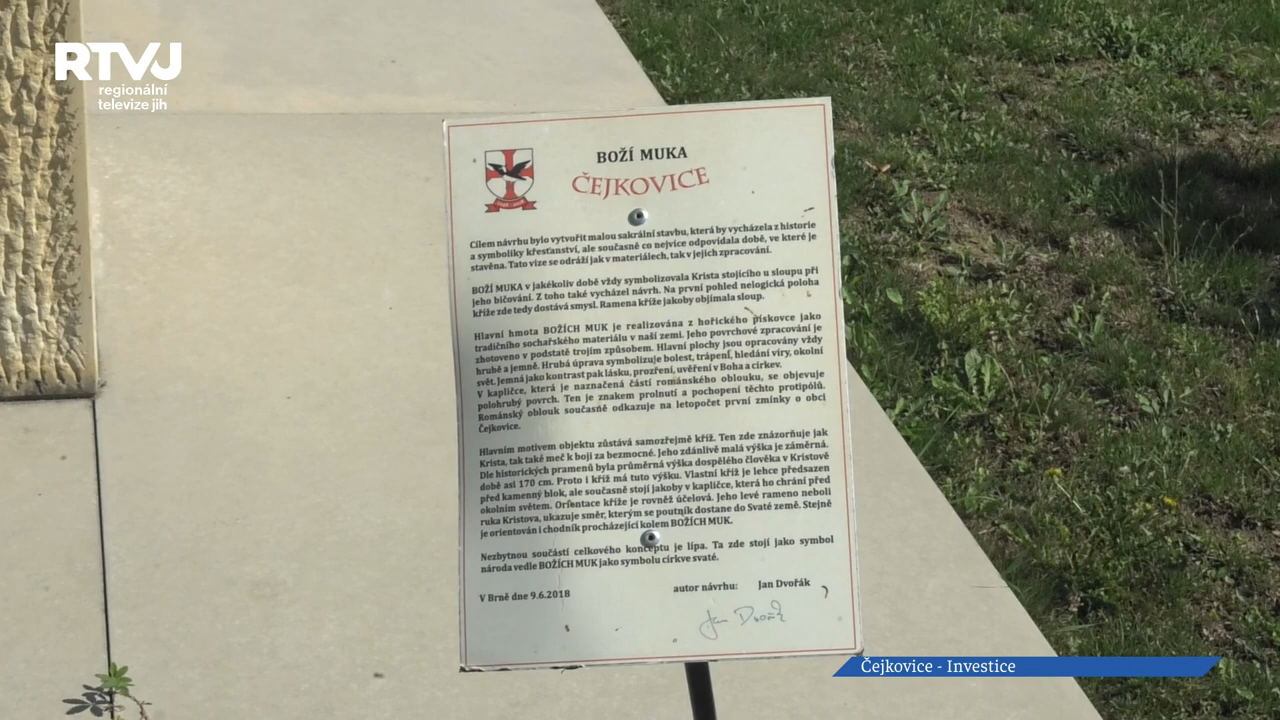 RTVJ
regionální
televize jih
BOŽÍ MUKA
ČEJKOVICE
Cílem návrhu bylo vytvořit malou sakrální stavbu, která by vycházela z historie
a symboliky křesťanství, ale současně co nejvíce odpovídala době, ve které je
stavěna. Tato vize se odráží jak v materiálech, tak v jejich zpracování.
BOŽÍ MUKA v jakékoliv době vždy symbolizovala Krista stojícího u sloupu při
jeho bičování. Z toho také vycházel návrh. Na první pohled nelogická poloha
kříže zde tedy dostává smysl. Ramena kříže jakoby objímala sloup.
Hlavní hmota BOŽÍCH MUK je realizována z hořického pískovce jako
tradičního sochařského materiálu v naší zemi. Jeho povrchové zpracování je
zhotoveno v podstatě trojím způsobem. Hlavní plochy jsou opracovány vždy
hrubě a jemně. Hrubá úprava symbolizuje bolest, trápení, hledání víry, okolní
svět. Jemná jako kontrast pak lásku, prozření, uvěření v Boha a církev.
V kapličce, která je naznačená částí románského oblouku, se objevuje
polohrubý povrch. Ten je znakem prolnutí a pochopení těchto protipólů.
Románský oblouk současně odkazuje na letopočet první zmínky o obci
Čejkovice.
Hlavním motivem objektu zůstává samozřejmě kříž. Ten zde znázorňuje jak
Krista, tak také meč k boji za bezmocné. Jeho zdánlivě malá výška je záměrná.
Dle historických pramenů byla průměrná výška dospělého člověka v Kristově
době asi 170 cm. Proto i kříž má tuto výšku. Vlastní kříž je lehce předsazen
před kamenný blok, ale současně stojí jakoby v kapličce, která ho chrání před
okolním světem. Orientace kříže je rovněž účelová. Jeho levé rameno neboli
ruka Kristova, ukazuje směr, kterým se poutník dostane do Svaté země. Stejně
je orientován i chodník procházející kolem BOŽÍCH MUK.
Nezbytnou součástí celkového konceptu je lípa. Ta zde stojí jako symbol
národa vedle BOŽÍCH MUK jako symbolu církve svaté.
V Brně dne 9.6.2018 autor návrhu: Jan Dvořák
Jan Dvořák
Čejkovice - Investice